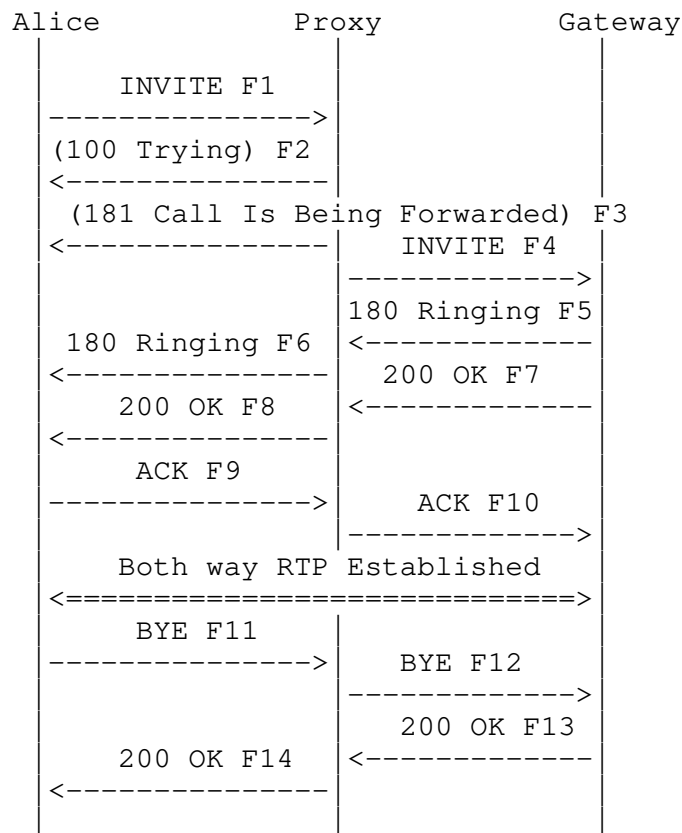 Alice Proxy Gateway
INVITE F1
(100 Trying) F2
(181 Call Is Being Forwarded) F3
INVITE F4
180 Ringing F5
180 Ringing F6
200 OK F7
200 OK F8
ACK F9
ACK F10
Both way RTP Established
BYE F11
BYE F12
200 OK F13
200 OK F14